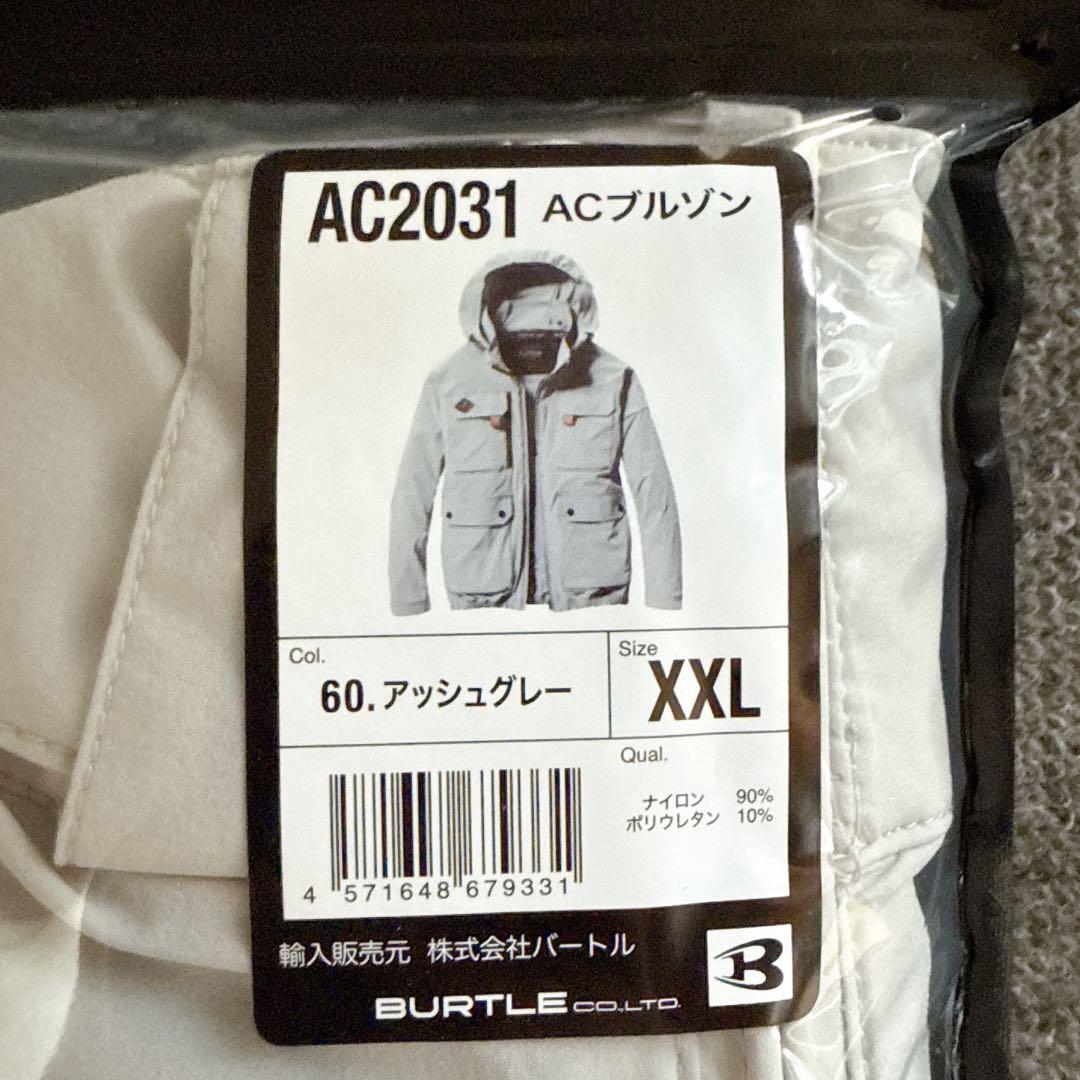 AC2031 ACブルゾン
Col.
60.アッシュグレー
Size
XXL
Qual.
ナイロン 90%
ポリウレタン 10%
4 571648 679331
輸入販売元 株式会社バートル
BURTLE CO.,LTD.